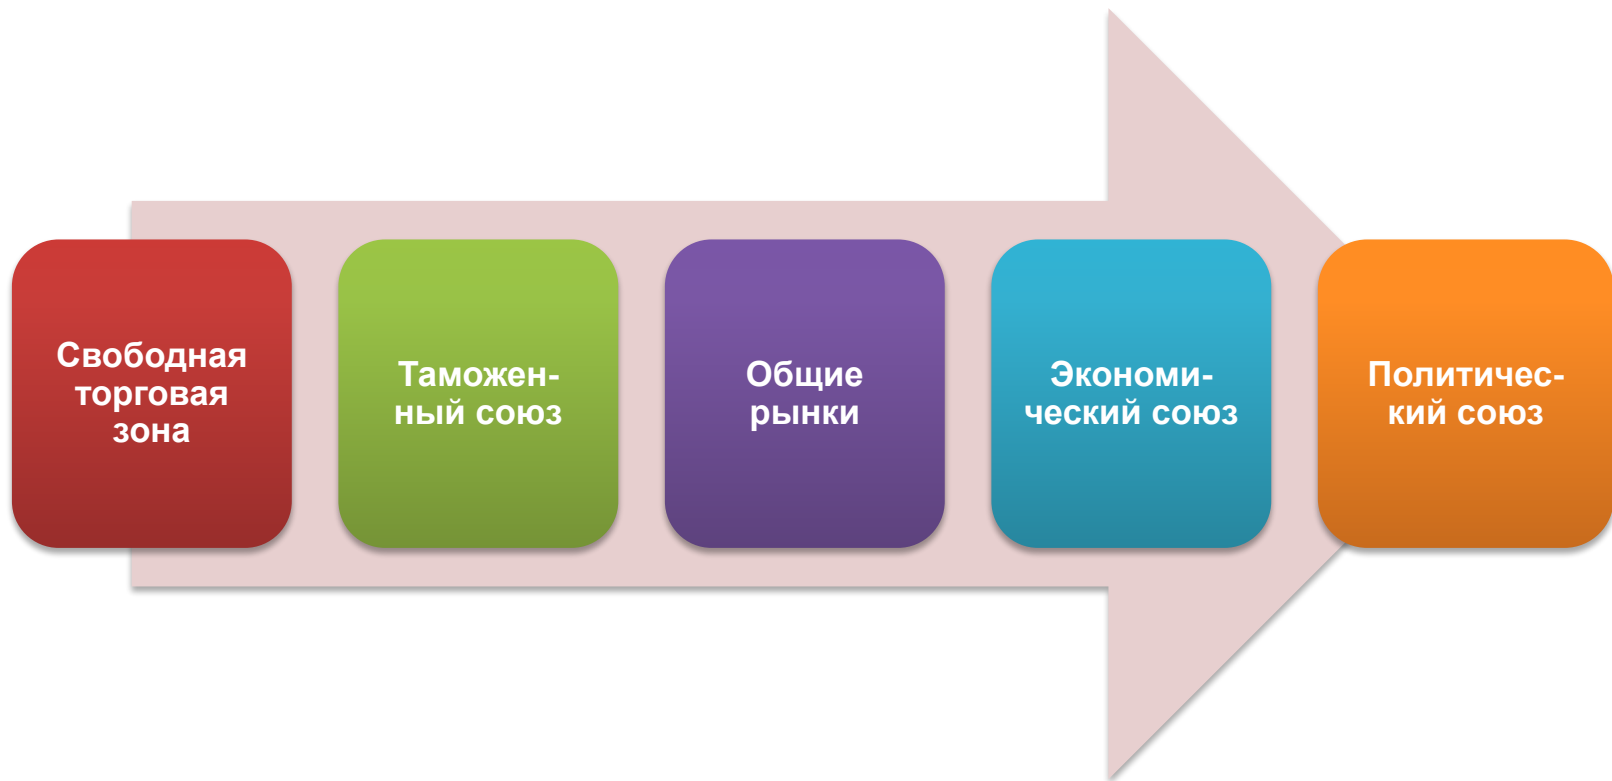 Свободная
торговая
зона
Таможен-
ный союз
Общие
рынки
Экономи-
ческий союз
Политичес-
кий союз